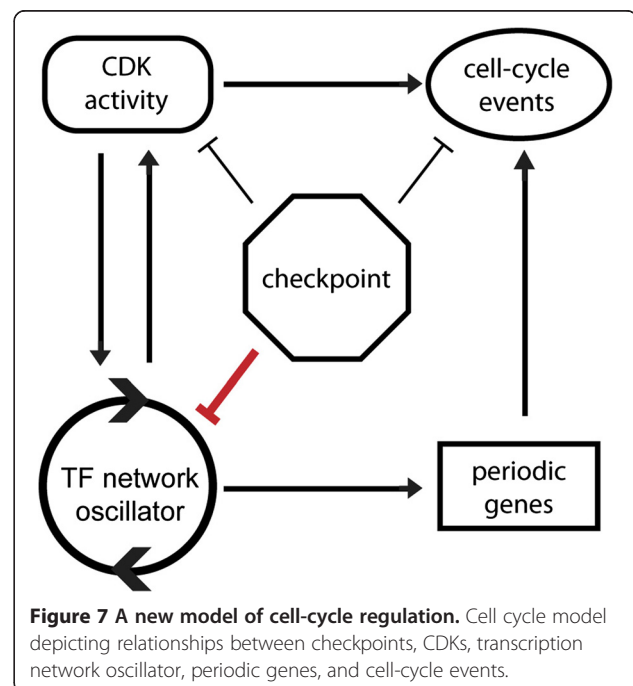 CDK
activity
cell-cycle
events
checkpoint
TF network
oscillator
periodic
genes
Figure 7 A new model of cell-cycle regulation. Cell cycle model
depicting relationships between checkpoints, CDKs, transcription
network oscillator, periodic genes, and cell-cycle events.